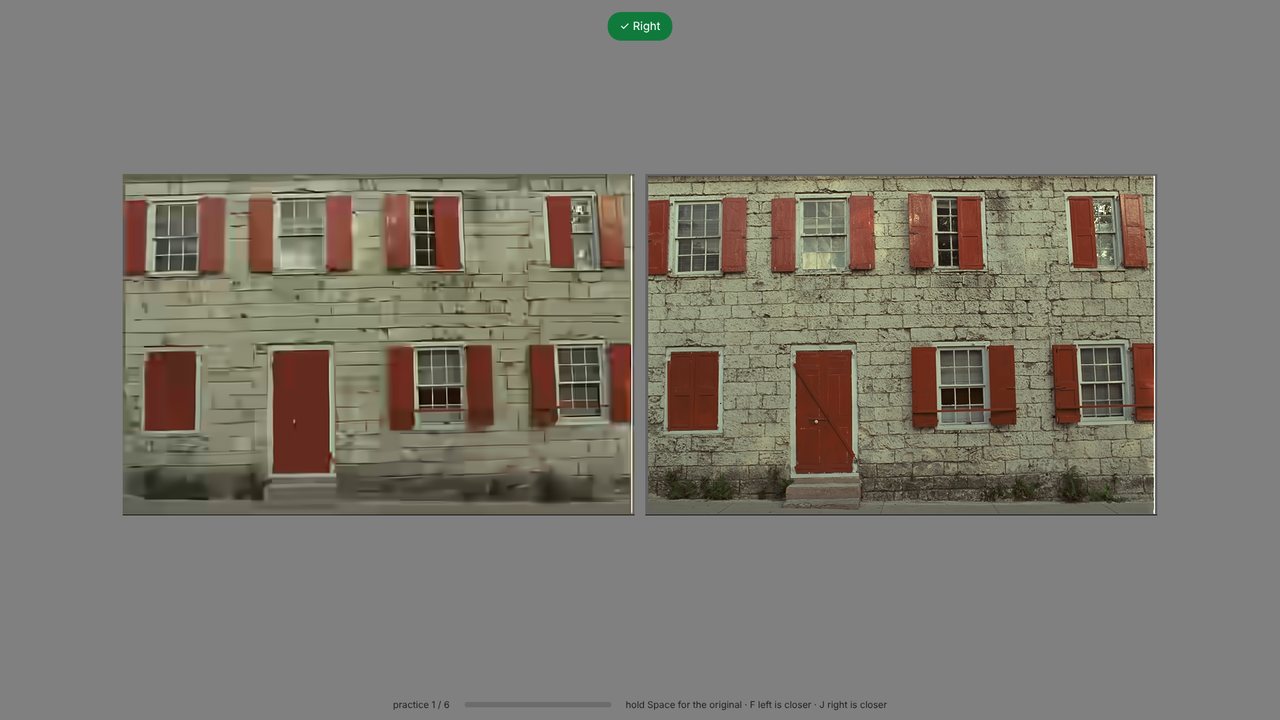 ✓ Right
practice 1 / 6
hold Space for the original · F left is closer · J right is closer